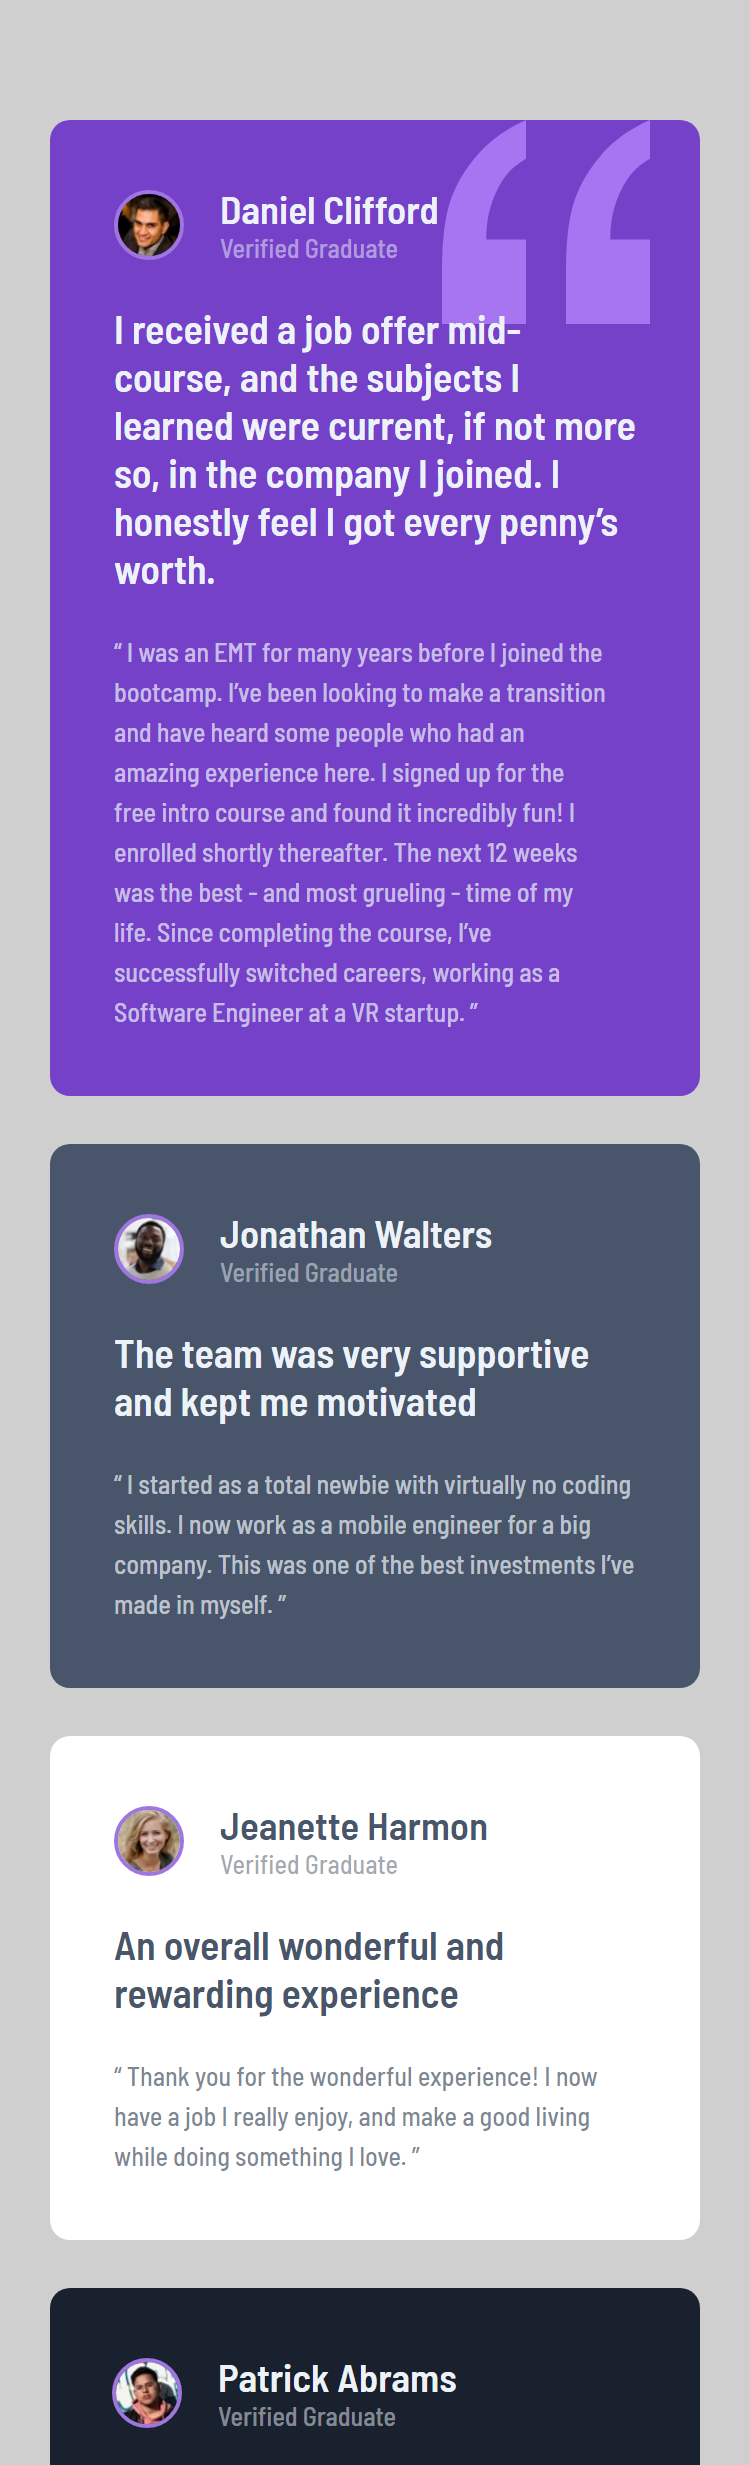 Daniel Clifford
Verified Graduate
I received a job offer mid-
course, and the subjects I
learned were current, if not more
so, in the company I joined. I
honestly feel I got every penny’s
worth.
“ I was an EMT for many years before I joined the
bootcamp. I’ve been looking to make a transition
and have heard some people who had an
amazing experience here. I signed up for the
free intro course and found it incredibly fun! I
enrolled shortly thereafter. The next 12 weeks
was the best - and most grueling - time of my
life. Since completing the course, I’ve
successfully switched careers, working as a
Software Engineer at a VR startup. ”
Jonathan Walters
Verified Graduate
The team was very supportive
and kept me motivated
“ I started as a total newbie with virtually no coding
skills. I now work as a mobile engineer for a big
company. This was one of the best investments I’ve
made in myself. ”
Jeanette Harmon
Verified Graduate
An overall wonderful and
rewarding experience
“ Thank you for the wonderful experience! I now
have a job I really enjoy, and make a good living
while doing something I love. ”
Patrick Abrams
Verified Graduate